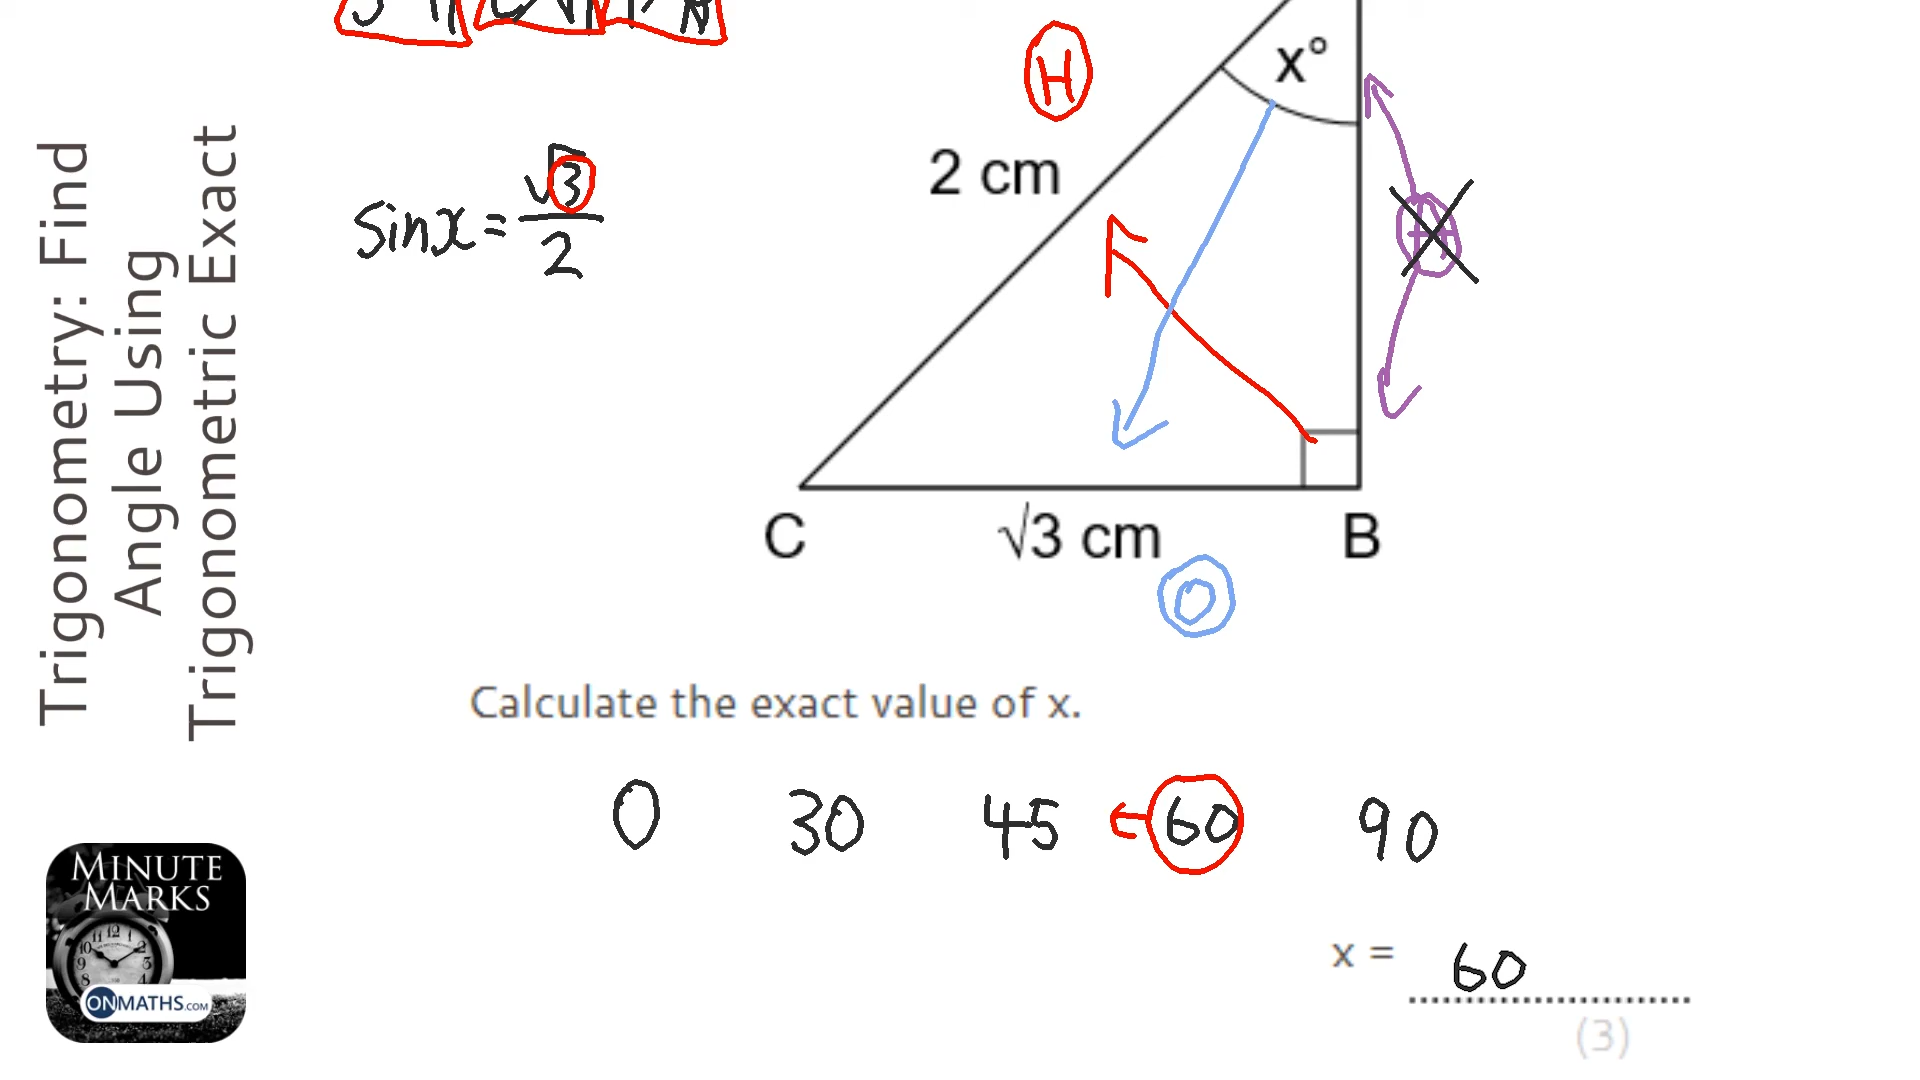 Trigonometry: Find
Angle Using
Trigonometric Exact
H
x°
2 cm
sinx = √3/2
C
√3 cm
B
O
Calculate the exact value of x.
0 30 45 60 90
x = 60
(3)
MINUTE
MARKS
ONMATHS.COM